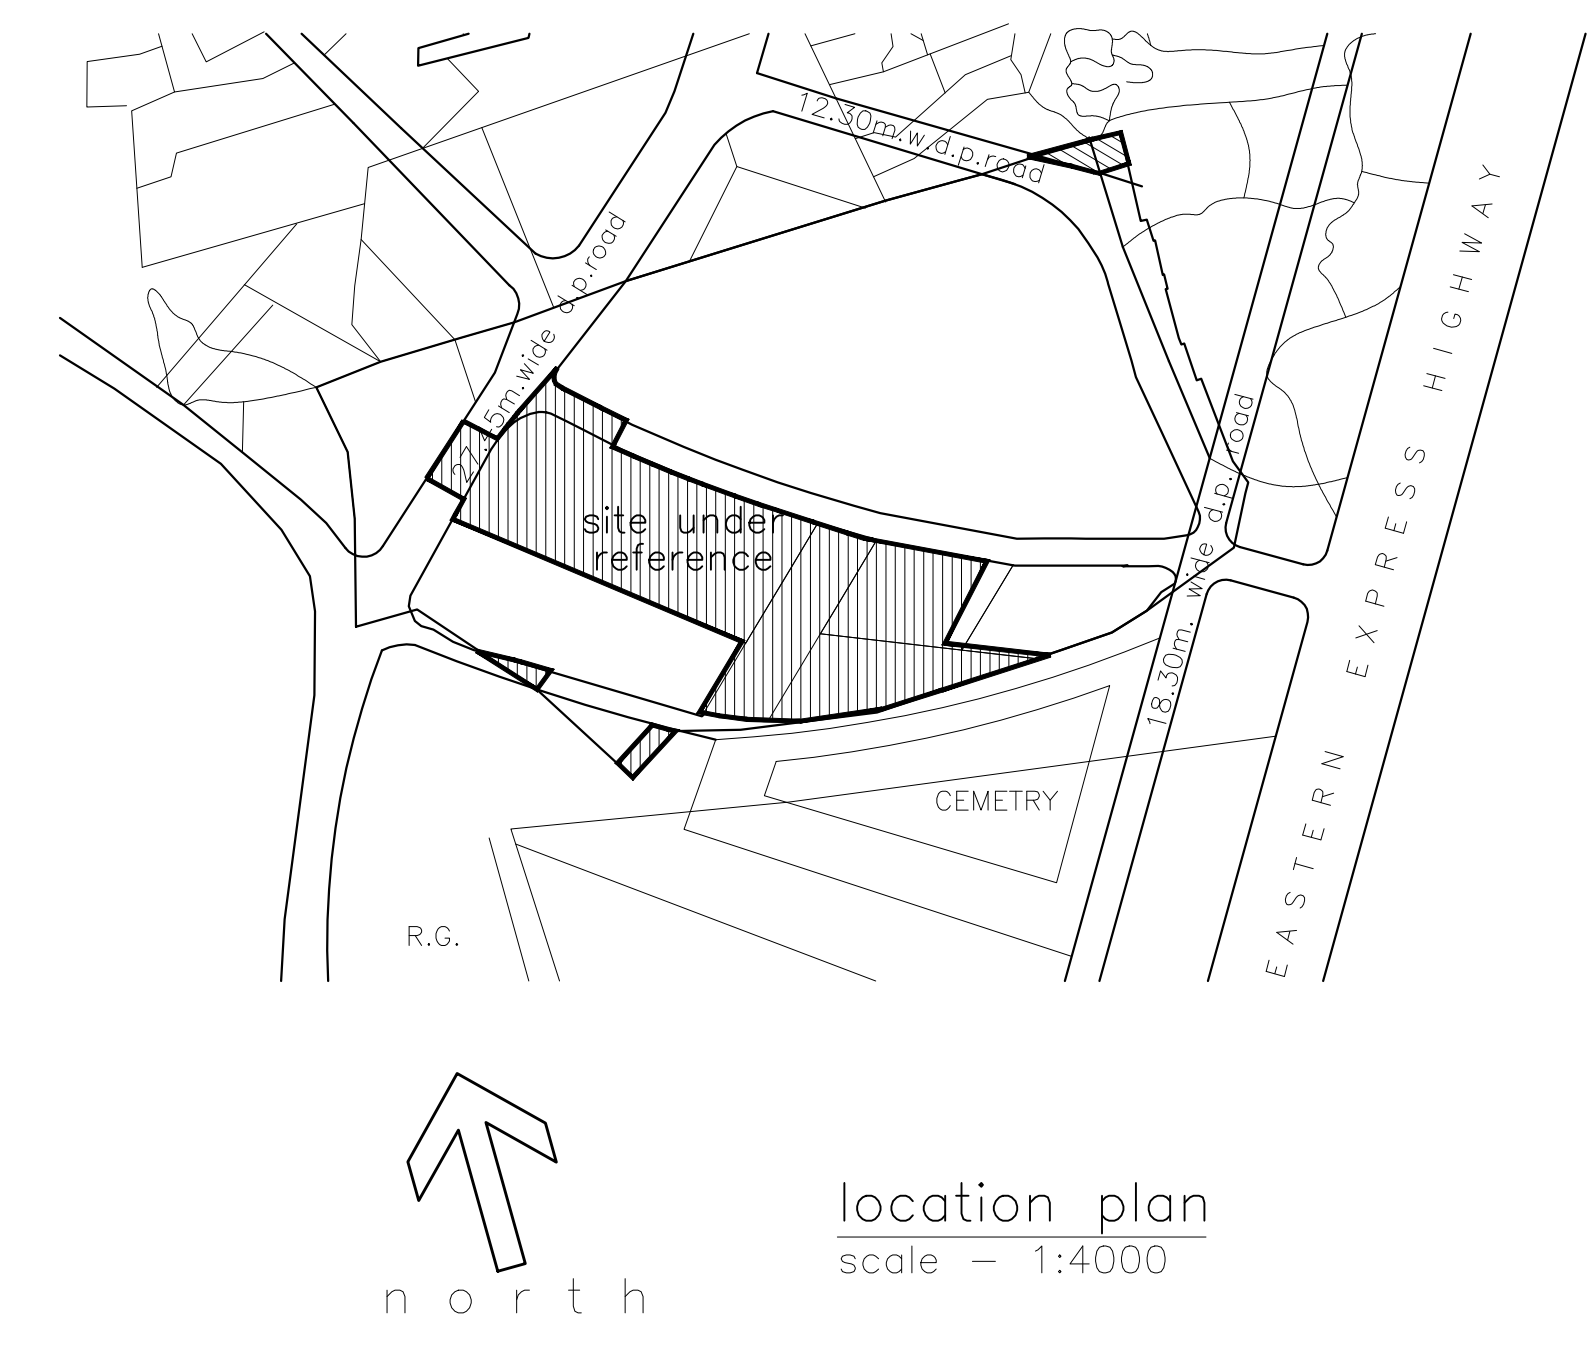 12.30m.w.d.p.road
27.45m.wide d.p.road
site under
reference
18.30m. wide d.p. road
EASTERN EXPRESS HIGHWAY
CEMETRY
R.G.
north
location plan
scale - 1:4000